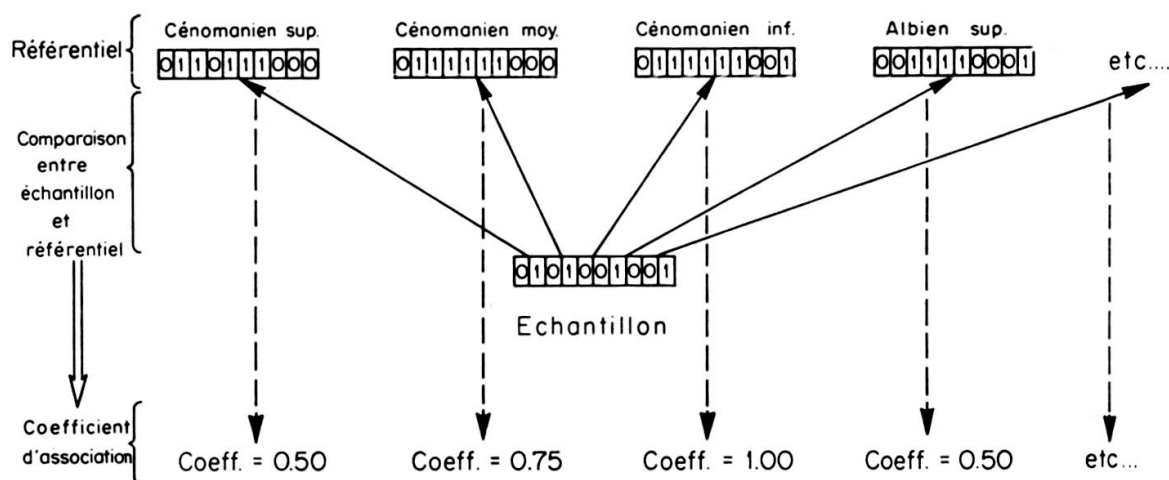 Référentiel
Cénomanien sup.
0110111000
Cénomanien moy.
0111111000
Cénomanien inf.
0111111001
Albien sup.
0011110001
etc....
Comparaison
entre
échantillon
et
référentiel
0101001001
Echantillon
Coefficient
d'association
Coeff. = 0.50
Coeff. = 0.75
Coeff. = 1.00
Coeff. = 0.50
etc...